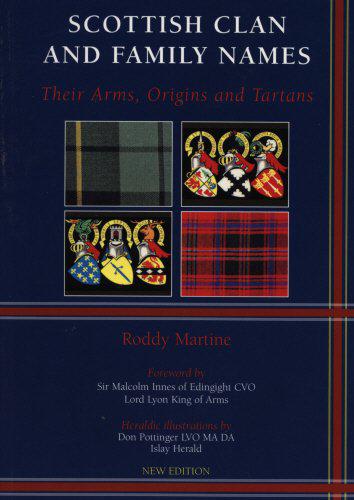 SCOTTISH CLAN
AND FAMILY NAMES
Their Arms, Origins and Tartans
Roddy Martine
Foreword by
Sir Malcolm Innes of Edingight CVO
Lord Lyon King of Arms
Heraldic Illustrations by
Don Pottinger LVO MA DA
Islay Herald
NEW EDITION